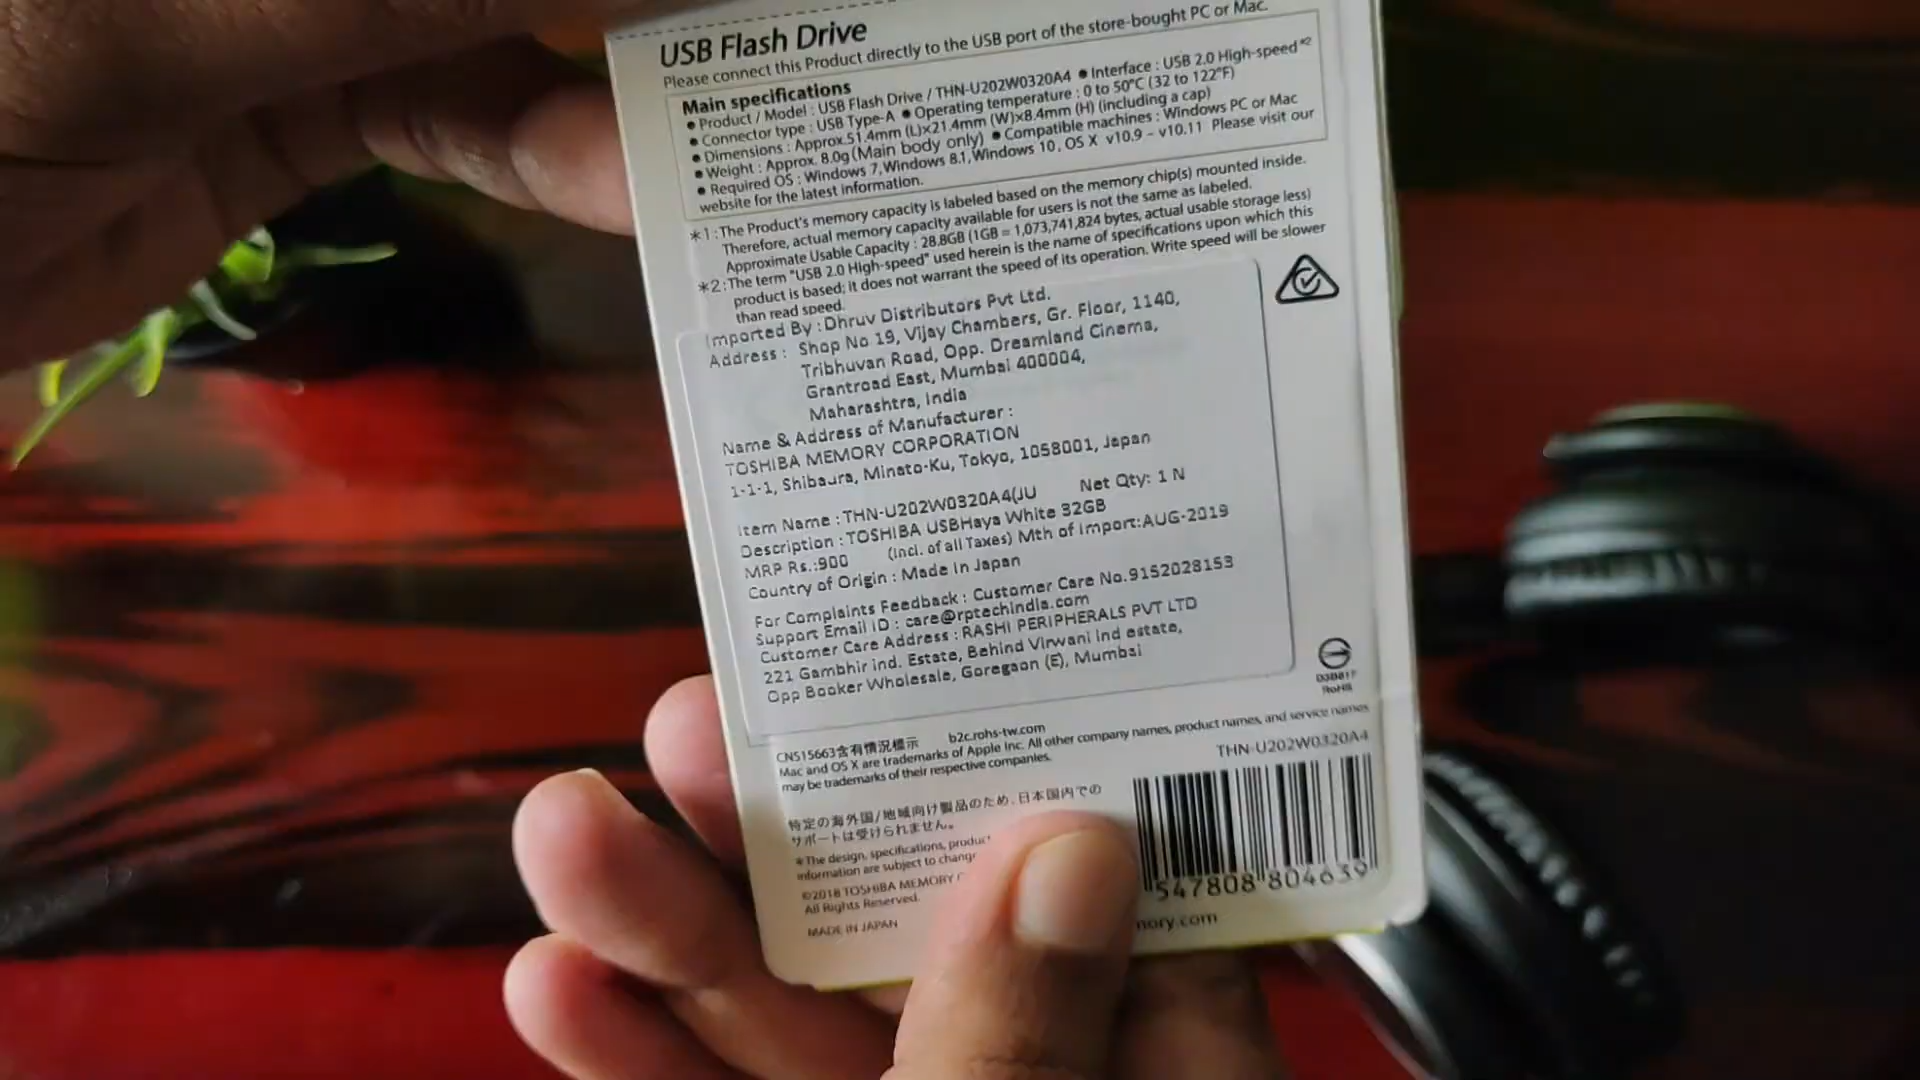 USB Flash Drive
Please connect this Product directly to the USB port of the store-bought PC or Mac.
Main specifications
● Product / Model : USB Flash Drive / THN-U202W0320A4 ● Interface : USB 2.0 High-speed*2
● Connector type : USB Type-A ● Operating temperature : 0 to 50°C (32 to 122°F)
● Dimensions : Approx.51.4mm (L)x21.4mm (W)x8.4mm (H) (including a cap)
● Weight : Approx. 8.0g (Main body only) ● Compatible machines : Windows PC or Mac
● Required OS : Windows 7, Windows 8.1, Windows 10, OS X v10.9 – v10.11 Please visit our
website for the latest information.
*1 : The Product's memory capacity is labeled based on the memory chip(s) mounted inside.
Therefore, actual memory capacity available for users is not the same as labeled.
Approximate Usable Capacity : 28.8GB (1GB = 1,073,741,824 bytes, actual usable storage less)
*2 : The term "USB 2.0 High-speed" used herein is the name of specifications upon which this
product is based; it does not warrant the speed of its operation. Write speed will be slower
than read speed.
Imported By : Dhruv Distributors Pvt Ltd.
Address : Shop No 19, Vijay Chambers, Gr. Floor, 1140,
Tribhuvan Road, Opp. Dreamland Cinema,
Grantroad East, Mumbai 400004,
Maharashtra, India
Name & Address of Manufacturer :
TOSHIBA MEMORY CORPORATION
1-1-1, Shibaura, Minato-Ku, Tokyo, 1058001, Japan
Item Name : THN-U202W0320A4(JU Net Qty: 1 N
Description : TOSHIBA USBHaya White 32GB
MRP Rs.:900 (Incl. of all Taxes) Mth of Import:AUG-2019
Country of Origin : Made In Japan
For Complaints Feedback : Customer Care No.9152028153
Support Email ID : care@rptechindia.com
Customer Care Address : RASHI PERIPHERALS PVT LTD
221 Gambhir ind. Estate, Behind Virwani Ind estate,
Opp Booker Wholesale, Goregaon (E), Mumbai
RoHS
CNS15663含有情況標示 b2c.rohs-tw.com
Mac and OS X are trademarks of Apple Inc. All other company names, product names, and service names
may be trademarks of their respective companies.
THN-U202W0320A4
特定の海外国/地域向け製品のため、日本国内での
サポートは受けられません。
*The design, specifications, produc
information are subject to change
©2018 TOSHIBA MEMORY C
All Rights Reserved.
547808 804639
MADE IN JAPAN
mory.com